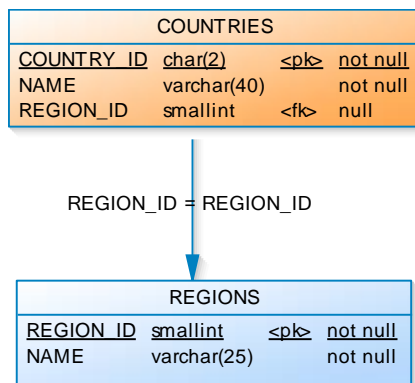 COUNTRIES
COUNTRY_ID char(2) <pk> not null
NAME varchar(40) not null
REGION_ID smallint <fk> null
REGION_ID = REGION_ID
REGIONS
REGION_ID smallint <pk> not null
NAME varchar(25) not null